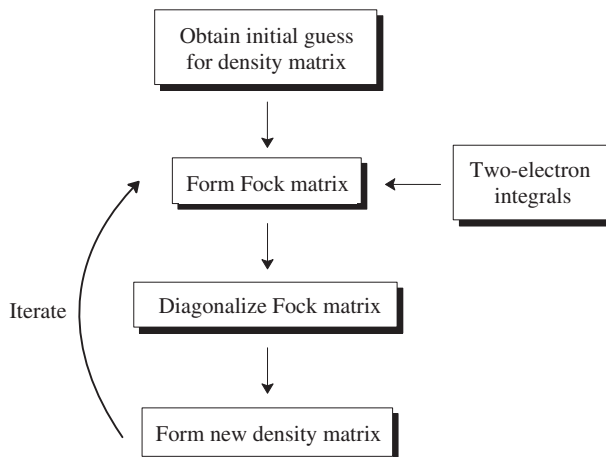 Obtain initial guess
for density matrix
Form Fock matrix
Two-electron
integrals
Diagonalize Fock matrix
Iterate
Form new density matrix